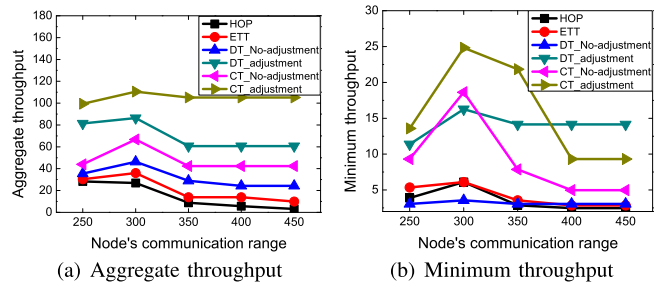 180
160
140
120
100
80
60
40
20
0
Aggregate throughput
HOP
ETT
DT_No-adjustment
DT_adjustment
CT_No-adjustment
CT_adjustment
250 300 350 400 450
Node's communication range
(a) Aggregate throughput
30
25
20
15
10
5
Minimum throughput
HOP
ETT
DT_No-adjustment
DT_adjustment
CT_No-adjustment
CT_adjustment
250 300 350 400 450
Node's communication range
(b) Minimum throughput